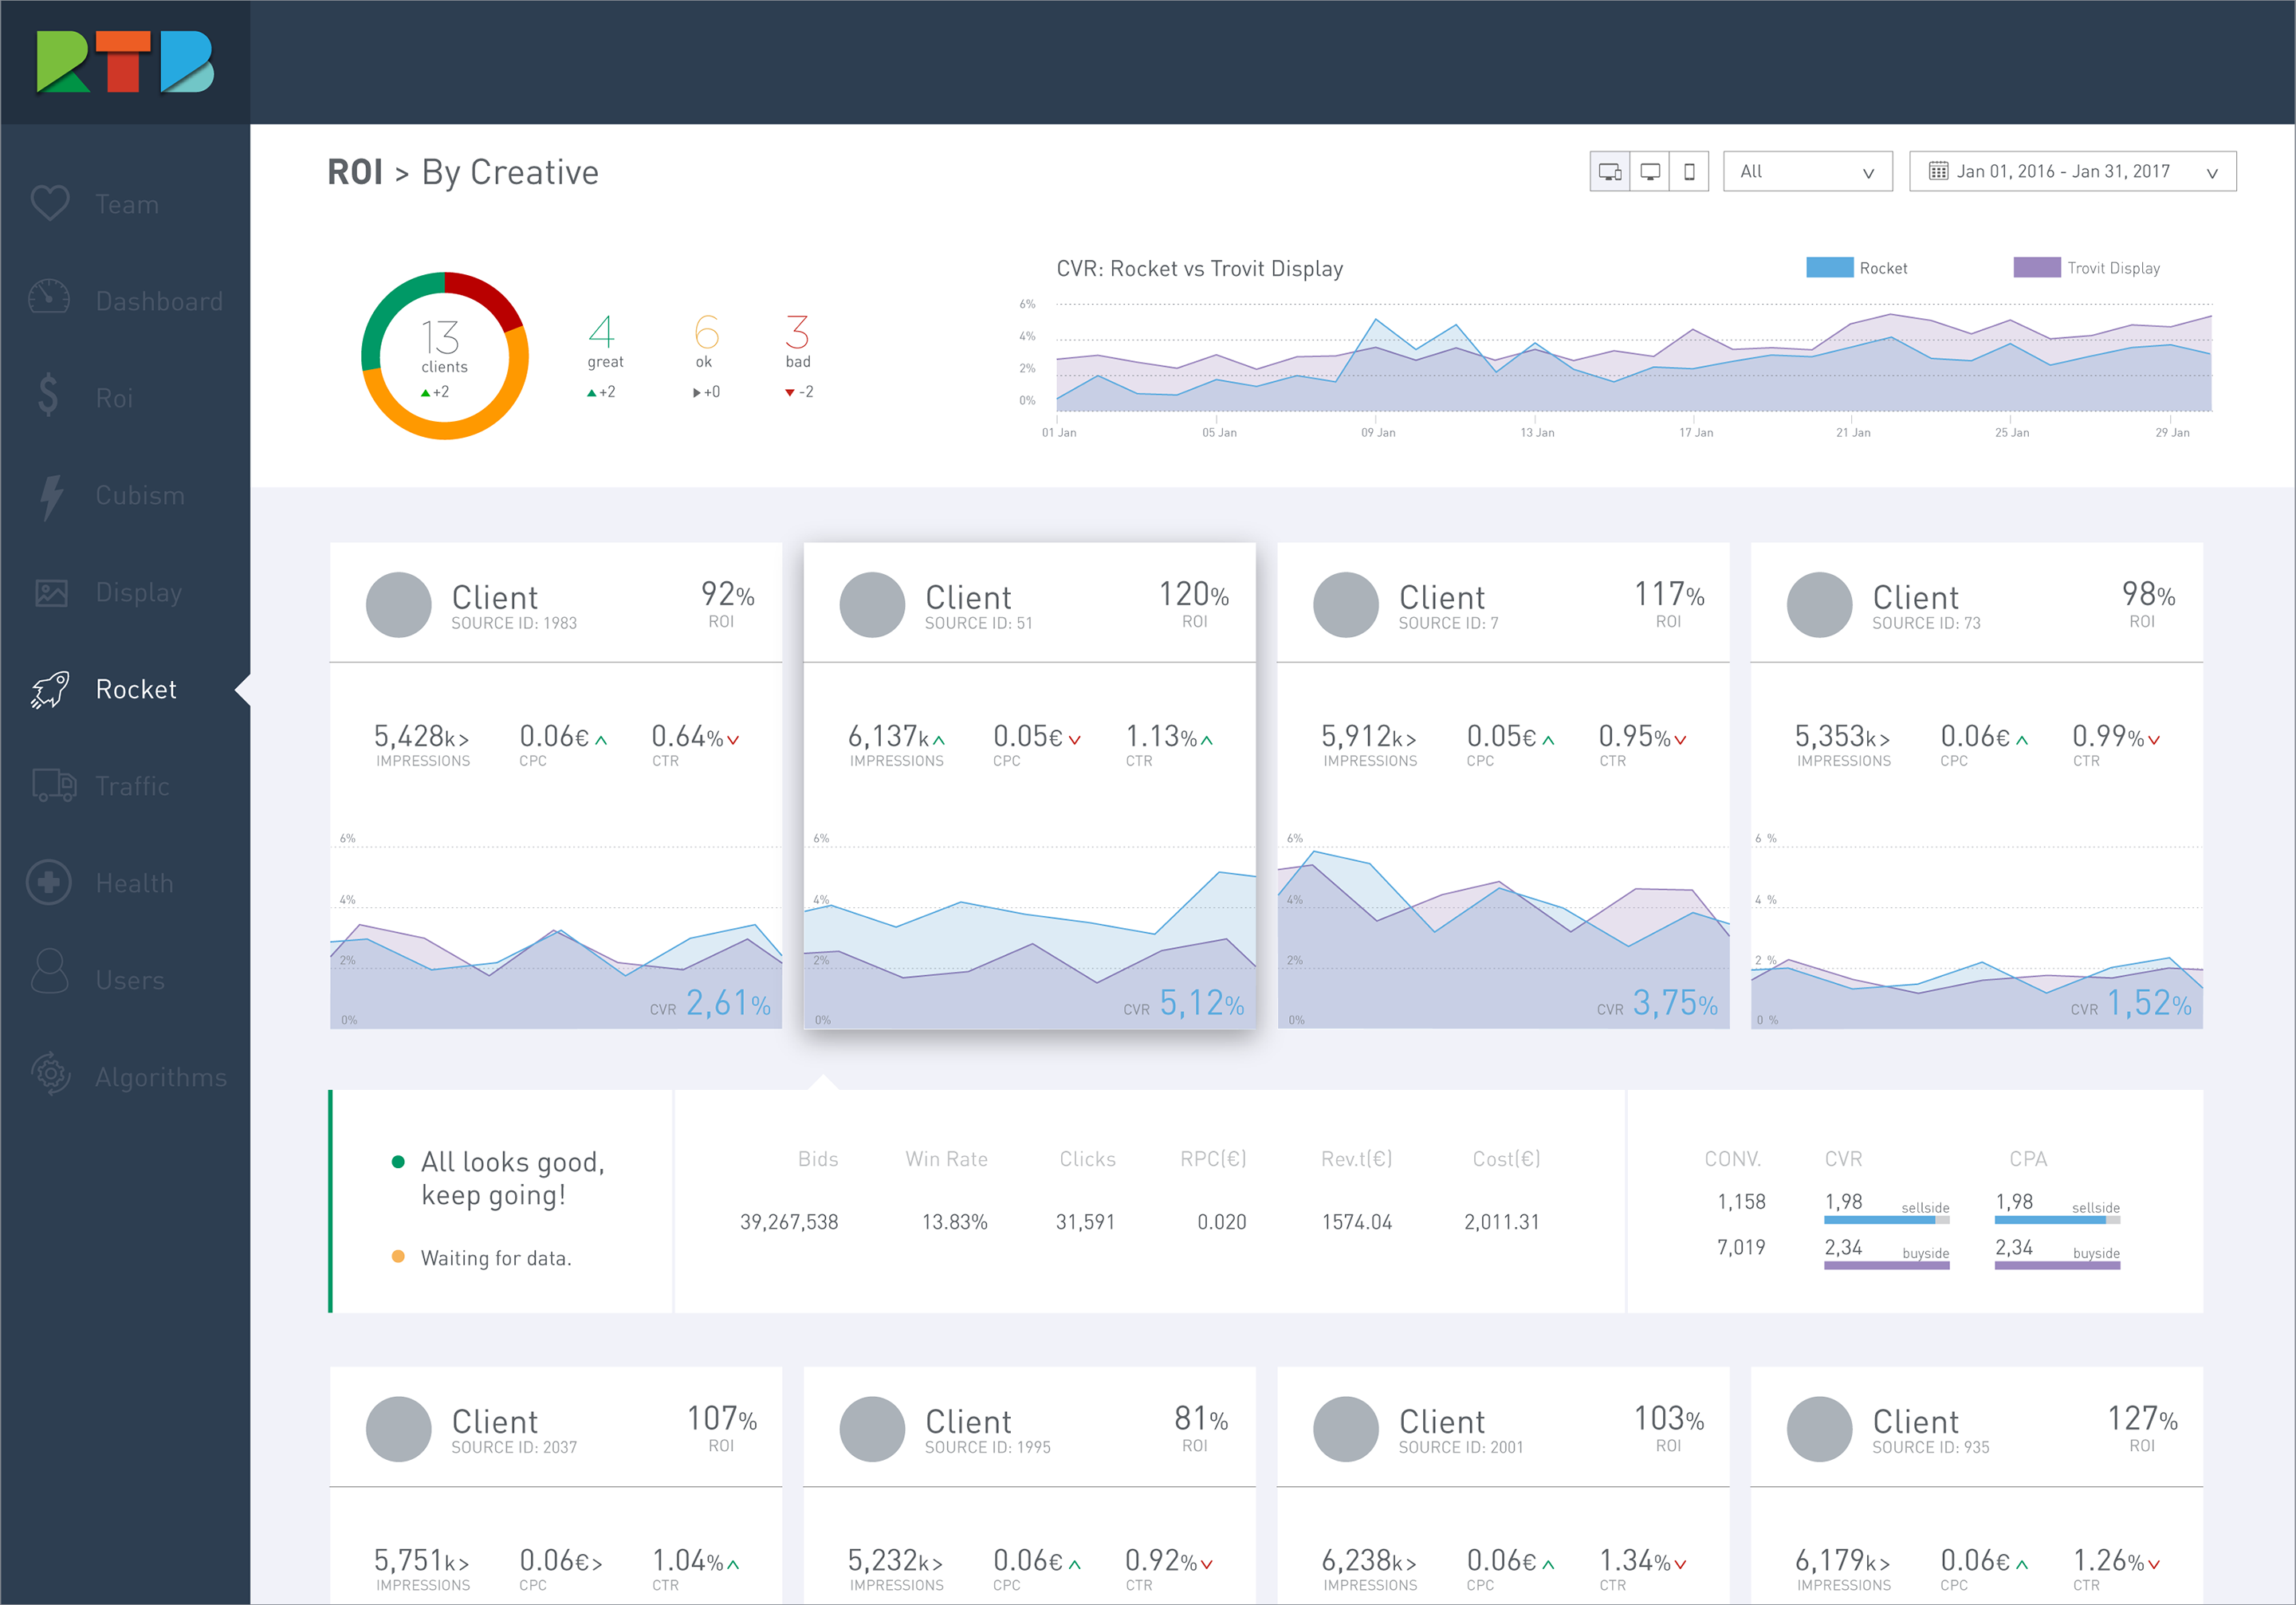 RTB
Team
Dashboard
Roi
Cubism
Display
Rocket
Traffic
Health
Users
Algorithms
ROI > By Creative
All
Jan 01, 2016 - Jan 31, 2017
13
clients
+2
4
great
+2
6
ok
+0
3
bad
-2
CVR: Rocket vs Trovit Display
Rocket
Trovit Display
6%
4%
2%
0%
01 Jan
05 Jan
09 Jan
13 Jan
17 Jan
21 Jan
25 Jan
29 Jan
Client
SOURCE ID: 1983
92%
ROI
5,428k>
IMPRESSIONS
0.06€
CPC
0.64%
CTR
6%
4%
2%
0%
CVR 2,61%
Client
SOURCE ID: 51
120%
ROI
6,137k
IMPRESSIONS
0.05€
CPC
1.13%
CTR
6%
4%
2%
0%
CVR 5,12%
Client
SOURCE ID: 7
117%
ROI
5,912k>
IMPRESSIONS
0.05€
CPC
0.95%
CTR
6%
4%
2%
0%
CVR 3,75%
Client
SOURCE ID: 73
98%
ROI
5,353k>
IMPRESSIONS
0.06€
CPC
0.99%
CTR
6 %
4 %
2 %
0 %
CVR 1,52%
All looks good,
keep going!
Waiting for data.
Bids Win Rate Clicks RPC(€) Rev.t(€) Cost(€)
39,267,538 13.83% 31,591 0.020 1574.04 2,011.31
CONV. CVR CPA
1,158 1,98 sellside 1,98 sellside
7,019 2,34 buyside 2,34 buyside
Client
SOURCE ID: 2037
107%
ROI
5,751k>
IMPRESSIONS
0.06€>
CPC
1.04%
CTR
Client
SOURCE ID: 1995
81%
ROI
5,232k>
IMPRESSIONS
0.06€
CPC
0.92%
CTR
Client
SOURCE ID: 2001
103%
ROI
6,238k>
IMPRESSIONS
0.06€
CPC
1.34%
CTR
Client
SOURCE ID: 935
127%
ROI
6,179k>
IMPRESSIONS
0.06€
CPC
1.26%
CTR